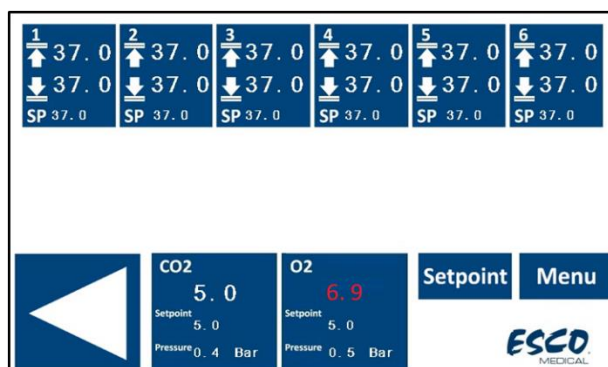 1 2 3 4 5 6
37.0 37.0 37.0 37.0 37.0 37.0
37.0 37.0 37.0 37.0 37.0 37.0
SP 37.0 SP 37.0 SP 37.0 SP 37.0 SP 37.0 SP 37.0
CO2
5.0
Setpoint
5.0
Pressure 0.4 Bar
O2
6.9
Setpoint
5.0
Pressure 0.5 Bar
Setpoint
Menu
ESCO
MEDICAL